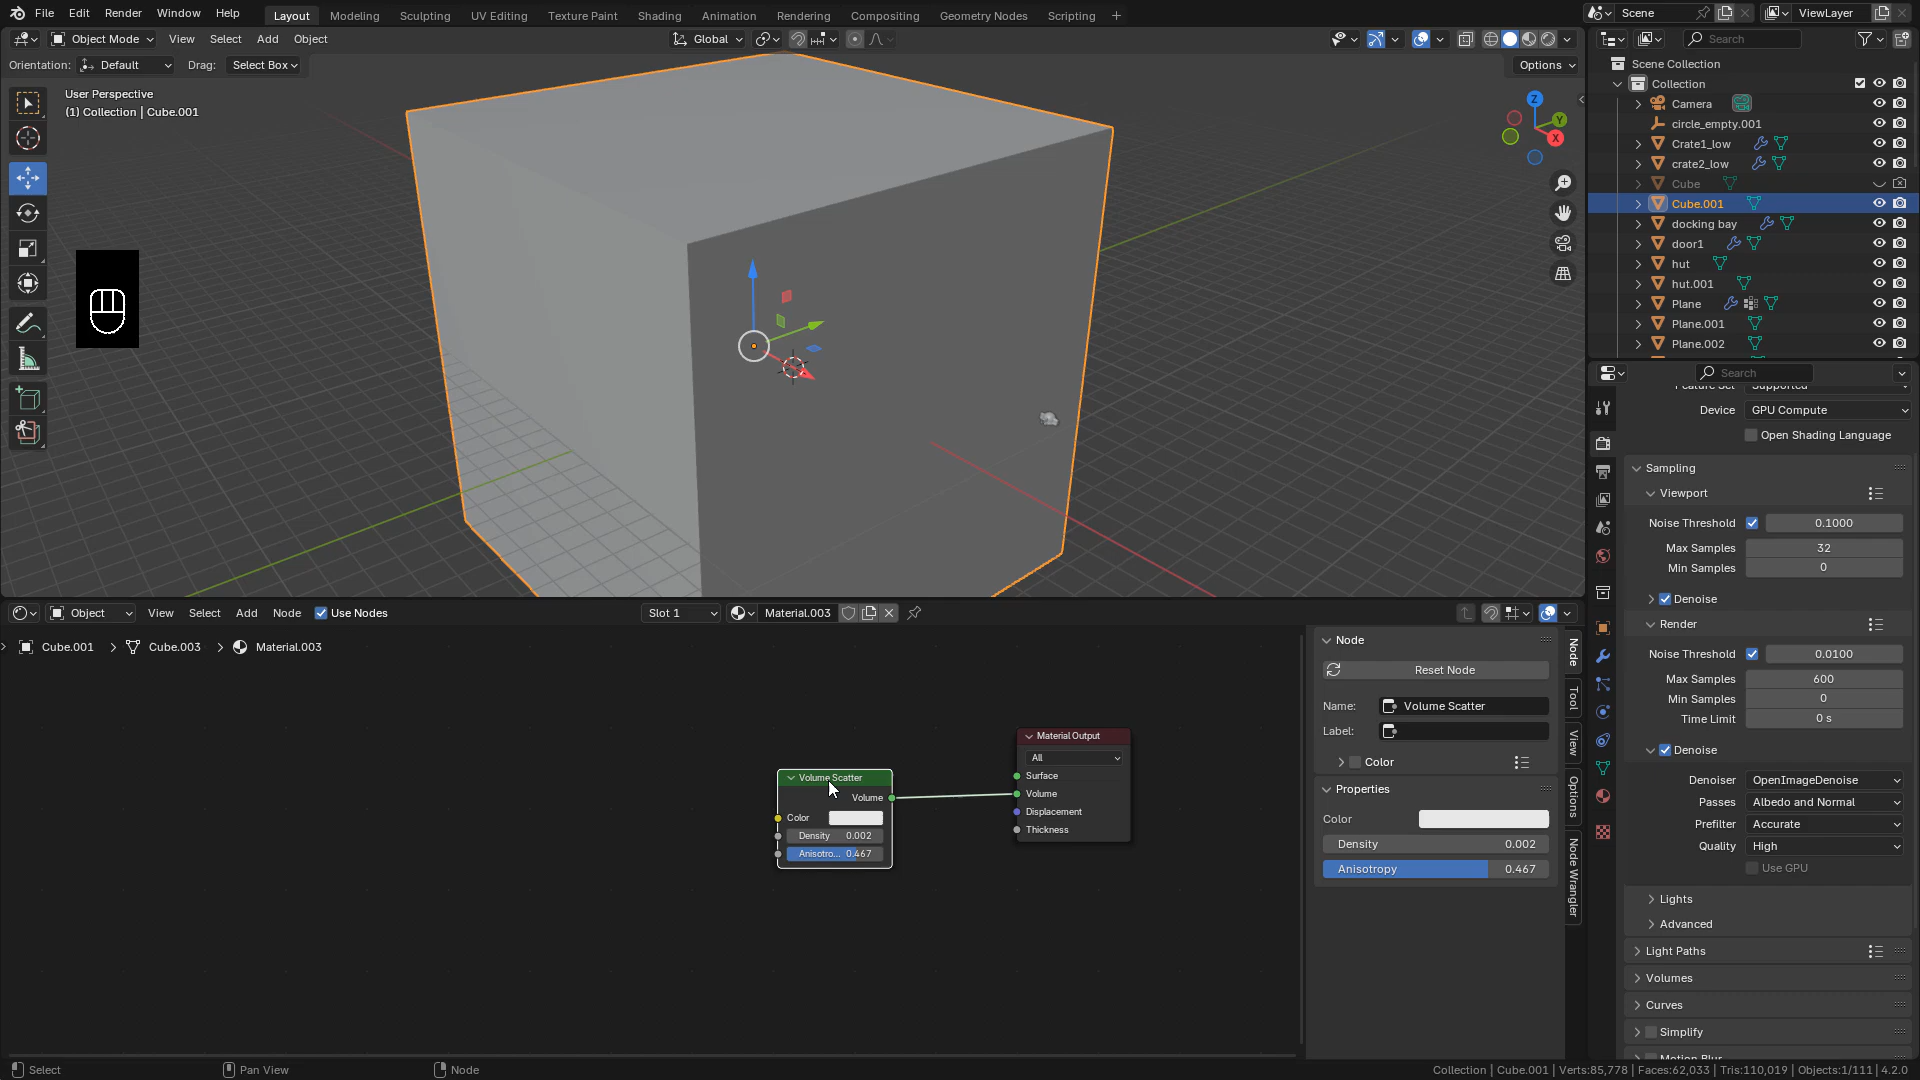 File Edit Render Window Help Layout Modeling Sculpting UV Editing Texture Paint Shading Animation Rendering Compositing Geometry Nodes Scripting + Scene ViewLayer
Object Mode View Select Add Object Global Search
Orientation: Default Drag: Select Box Options
User Perspective
(1) Collection | Cube.001
Z
Y
X
Scene Collection
Collection
Camera
circle_empty.001
Crate1_low
crate2_low
Cube
Cube.001
docking bay
door1
hut
hut.001
Plane
Plane.001
Plane.002
Search
Feature Set Supported
Device GPU Compute
Open Shading Language
Sampling
Viewport
Noise Threshold 0.1000
Max Samples 32
Min Samples 0
Denoise
Render
Noise Threshold 0.0100
Max Samples 600
Min Samples 0
Time Limit 0 s
Denoise
Denoiser OpenImageDenoise
Passes Albedo and Normal
Prefilter Accurate
Quality High
Use GPU
Lights
Advanced
Light Paths
Volumes
Curves
Simplify
Motion Blur
Object View Select Add Node Use Nodes Slot 1 Material.003
Cube.001 > Cube.003 > Material.003
Volume Scatter
Volume
Color
Density 0.002
Anisotro... 0.467
Material Output
All
Surface
Volume
Displacement
Thickness
Node
Reset Node
Name: Volume Scatter
Label:
Color
Properties
Color
Density 0.002
Anisotropy 0.467
Node
Tool
View
Options
Node Wrangler
Select Pan View Node Collection | Cube.001 | Verts:85,778 | Faces:62,033 | Tris:110,019 | Objects:1/111 | 4.2.0